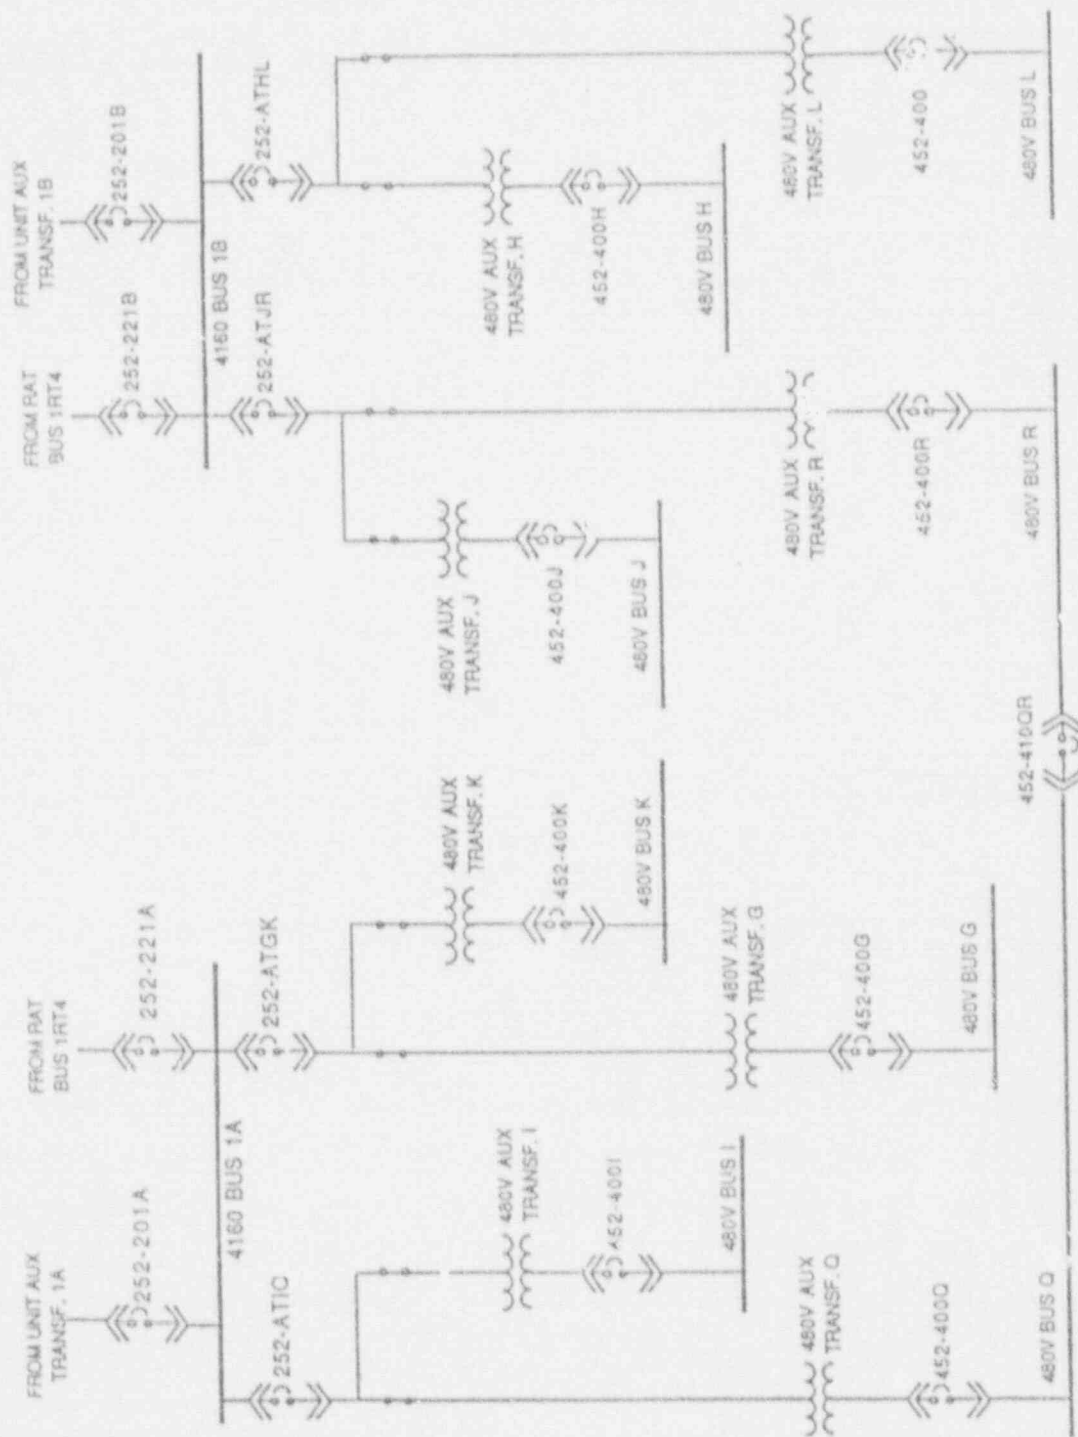 FROM UNIT AUX
TRANSF. 1A
252-201A
FROM RAT
BUS 1RT4
252-221A
4160 BUS 1A
252-ATIQ
252-ATGK
480V AUX
TRANSF. I
452-400I
480V BUS I
480V AUX
TRANSF. Q
452-400Q
480V BUS Q
480V AUX
TRANSF. K
452-400K
480V BUS K
480V AUX
TRANSF. G
452-400G
480V BUS G
452-410QR
FROM RAT
BUS 1RT4
252-221B
FROM UNIT AUX
TRANSF. 1B
252-201B
4160 BUS 1B
252-ATJR
252-ATHL
480V AUX
TRANSF. J
452-400J
480V BUS J
480V AUX
TRANSF. R
452-400R
480V BUS R
480V AUX
TRANSF. H
452-400H
480V BUS H
480V AUX
TRANSF. L
452-400
480V BUS L